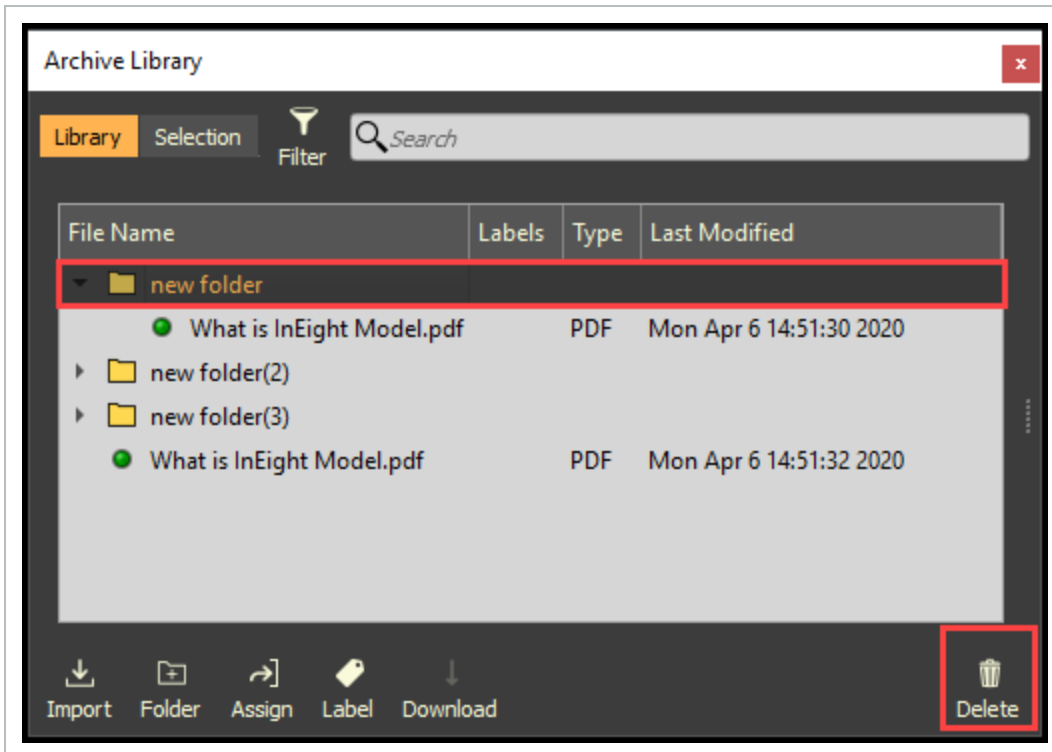 Archive Library
x
Library Selection Filter Search
File Name Labels Type Last Modified
new folder
What is InEight Model.pdf PDF Mon Apr 6 14:51:30 2020
new folder(2)
new folder(3)
What is InEight Model.pdf PDF Mon Apr 6 14:51:32 2020
Import Folder Assign Label Download Delete